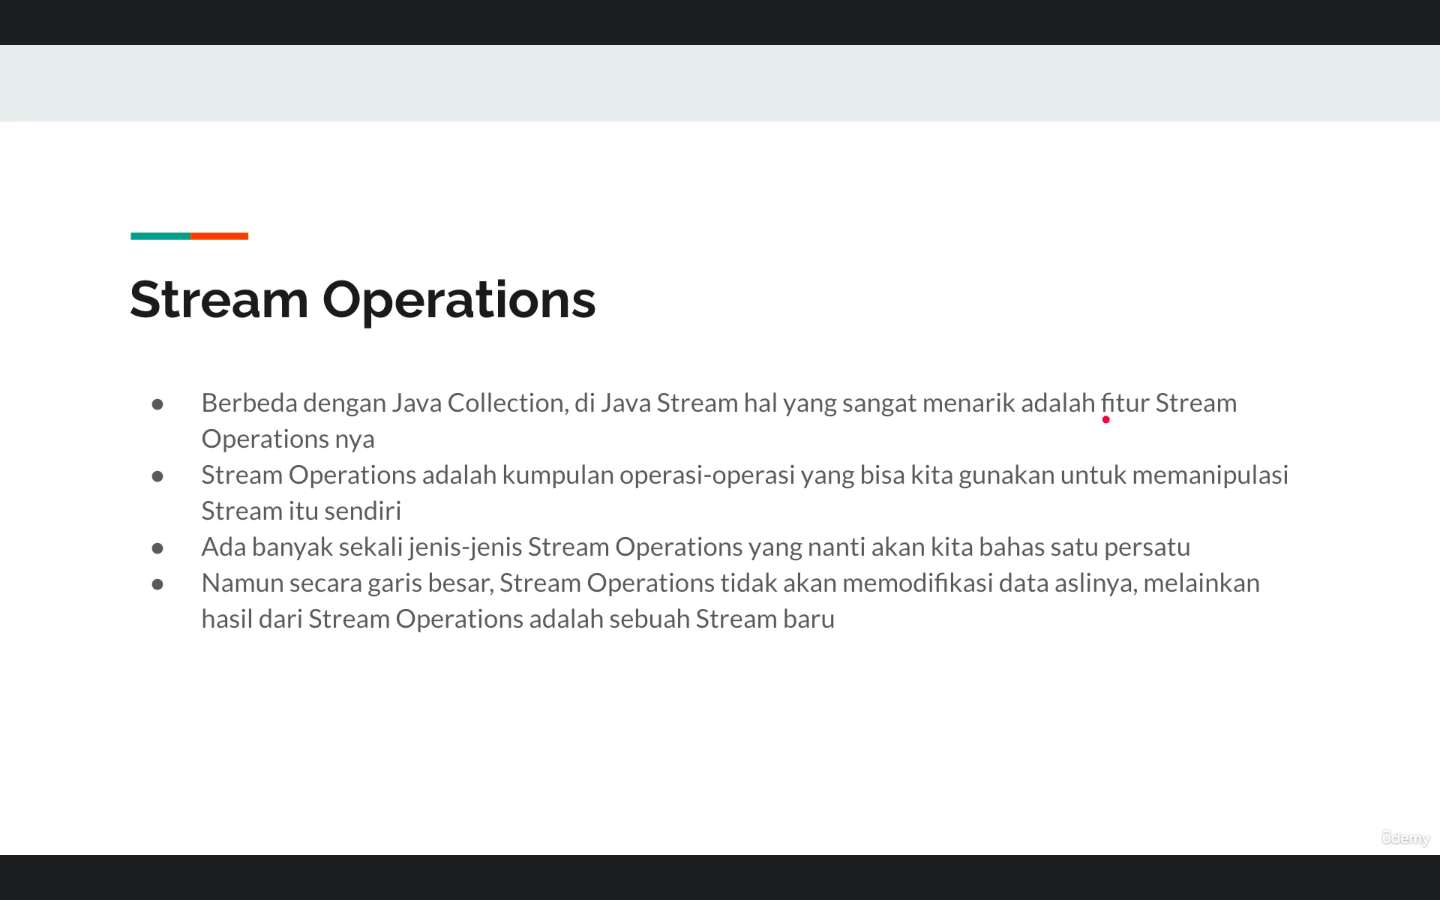 Stream Operations
● Berbeda dengan Java Collection, di Java Stream hal yang sangat menarik adalah fitur Stream
Operations nya
● Stream Operations adalah kumpulan operasi-operasi yang bisa kita gunakan untuk memanipulasi
Stream itu sendiri
● Ada banyak sekali jenis-jenis Stream Operations yang nanti akan kita bahas satu persatu
● Namun secara garis besar, Stream Operations tidak akan memodifikasi data aslinya, melainkan
hasil dari Stream Operations adalah sebuah Stream baru
ûdemy